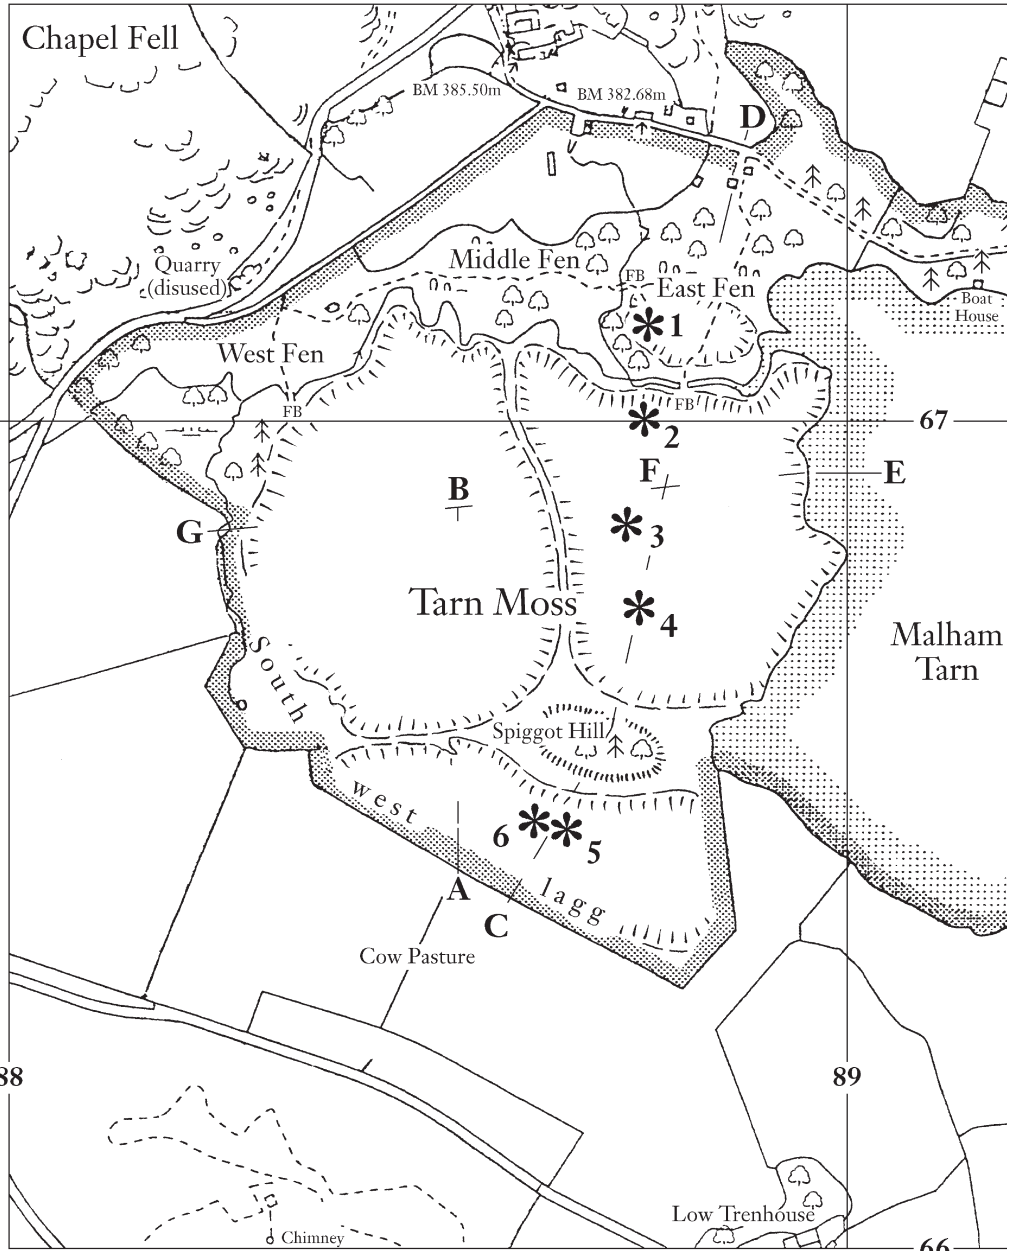 Chapel Fell
BM 385.50m
BM 382.68m
D
Quarry
(disused)
Middle Fen
FB
East Fen
Boat
House
1
West Fen
FB
FB
67
2
F
E
B
G
3
Tarn Moss
4
Malham
Tarn
South
Spiggot Hill
west
6
5
lagg
A
C
Cow Pasture
88
89
Low Trenhouse
Chimney
66